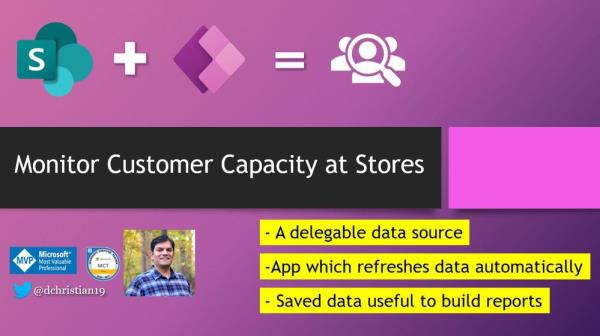 S
Monitor Customer Capacity at Stores
- A delegable data source
-App which refreshes data automatically
- Saved data useful to build reports
MVP
Microsoft®
Most Valuable
Professional
MCT
@dchristian19